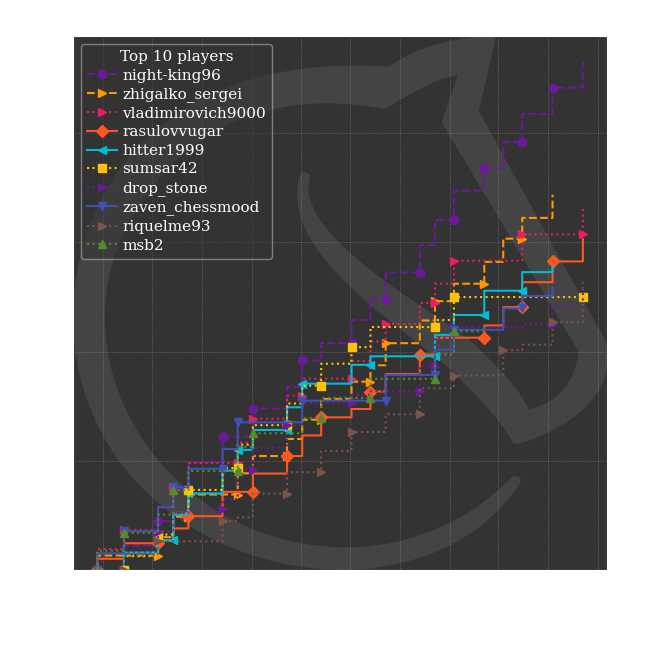 Top 10 players
night-king96
zhigalko_sergei
vladimirovich9000
rasulovvugar
hitter1999
sumsar42
drop_stone
zaven_chessmood
riquelme93
msb2